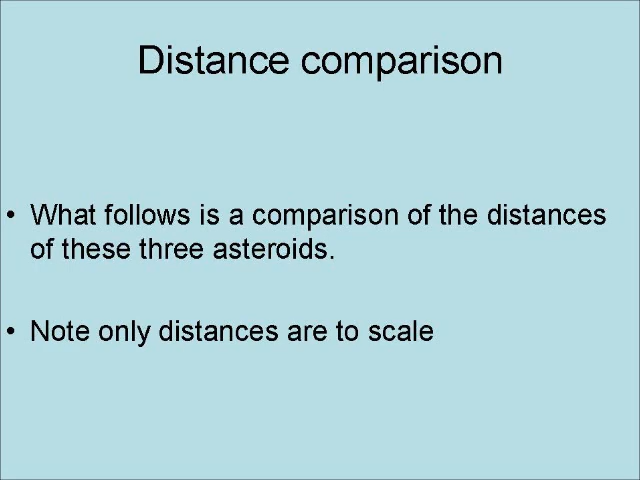 Distance comparison
• What follows is a comparison of the distances
of these three asteroids.
• Note only distances are to scale